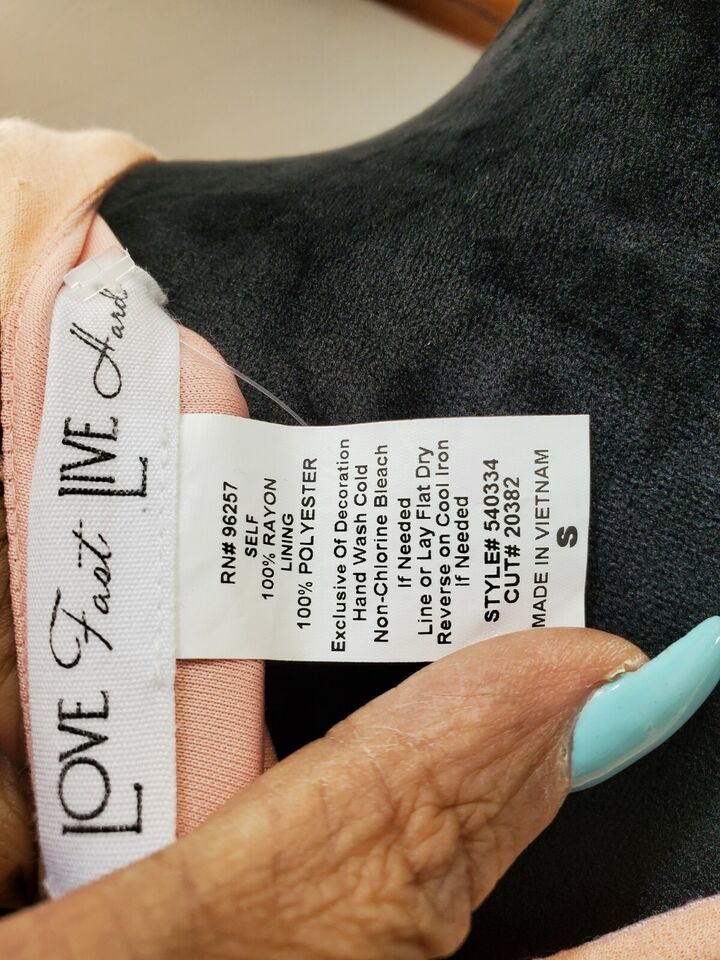 LOVE Fast LIVE Hard
RN# 96257
SELF
100% RAYON
LINING
100% POLYESTER
Exclusive Of Decoration
Hand Wash Cold
Non-Chlorine Bleach
If Needed
Line or Lay Flat Dry
Reverse on Cool Iron
If Needed
STYLE# 540334
CUT# 20382
MADE IN VIETNAM
S